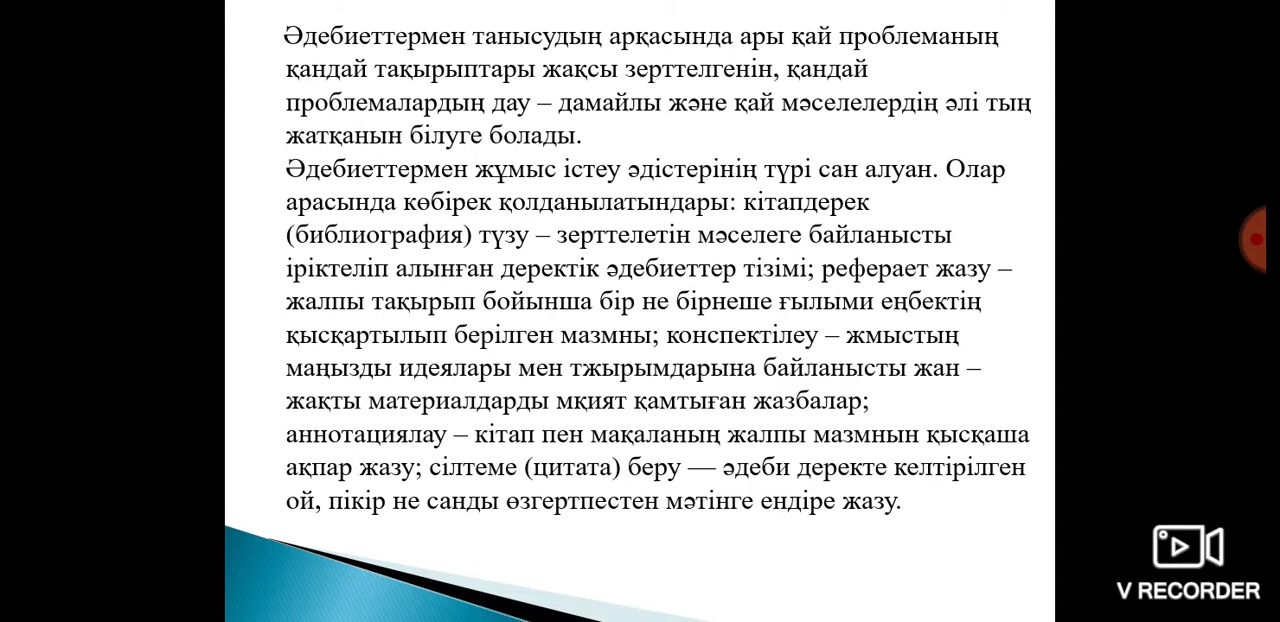 Әдебиеттермен танысудың арқасында ары қай проблеманың
қандай тақырыптары жақсы зерттелгенін, қандай
проблемалардың дау – дамайлы және қай мәселелердің әлі тың
жатқанын білуге болады.
Әдебиеттермен жұмыс істеу әдістерінің түрі сан алуан. Олар
арасында көбірек қолданылатындары: кітапдерек
(библиография) түзу – зерттелетін мәселеге байланысты
іріктеліп алынған деректік әдебиеттер тізімі; реферает жазу –
жалпы тақырып бойынша бір не бірнеше ғылыми еңбектің
қысқартылып берілген мазмны; конспектілеу – жмыстың
маңызды идеялары мен тжырымдарына байланысты жан –
жақты материалдарды мқият қамтыған жазбалар;
аннотациялау – кітап пен мақаланың жалпы мазмнын қысқаша
ақпар жазу; сілтеме (цитата) беру — әдеби деректе келтірілген
ой, пікір не санды өзгертпестен мәтінге ендіре жазу.
V RECORDER